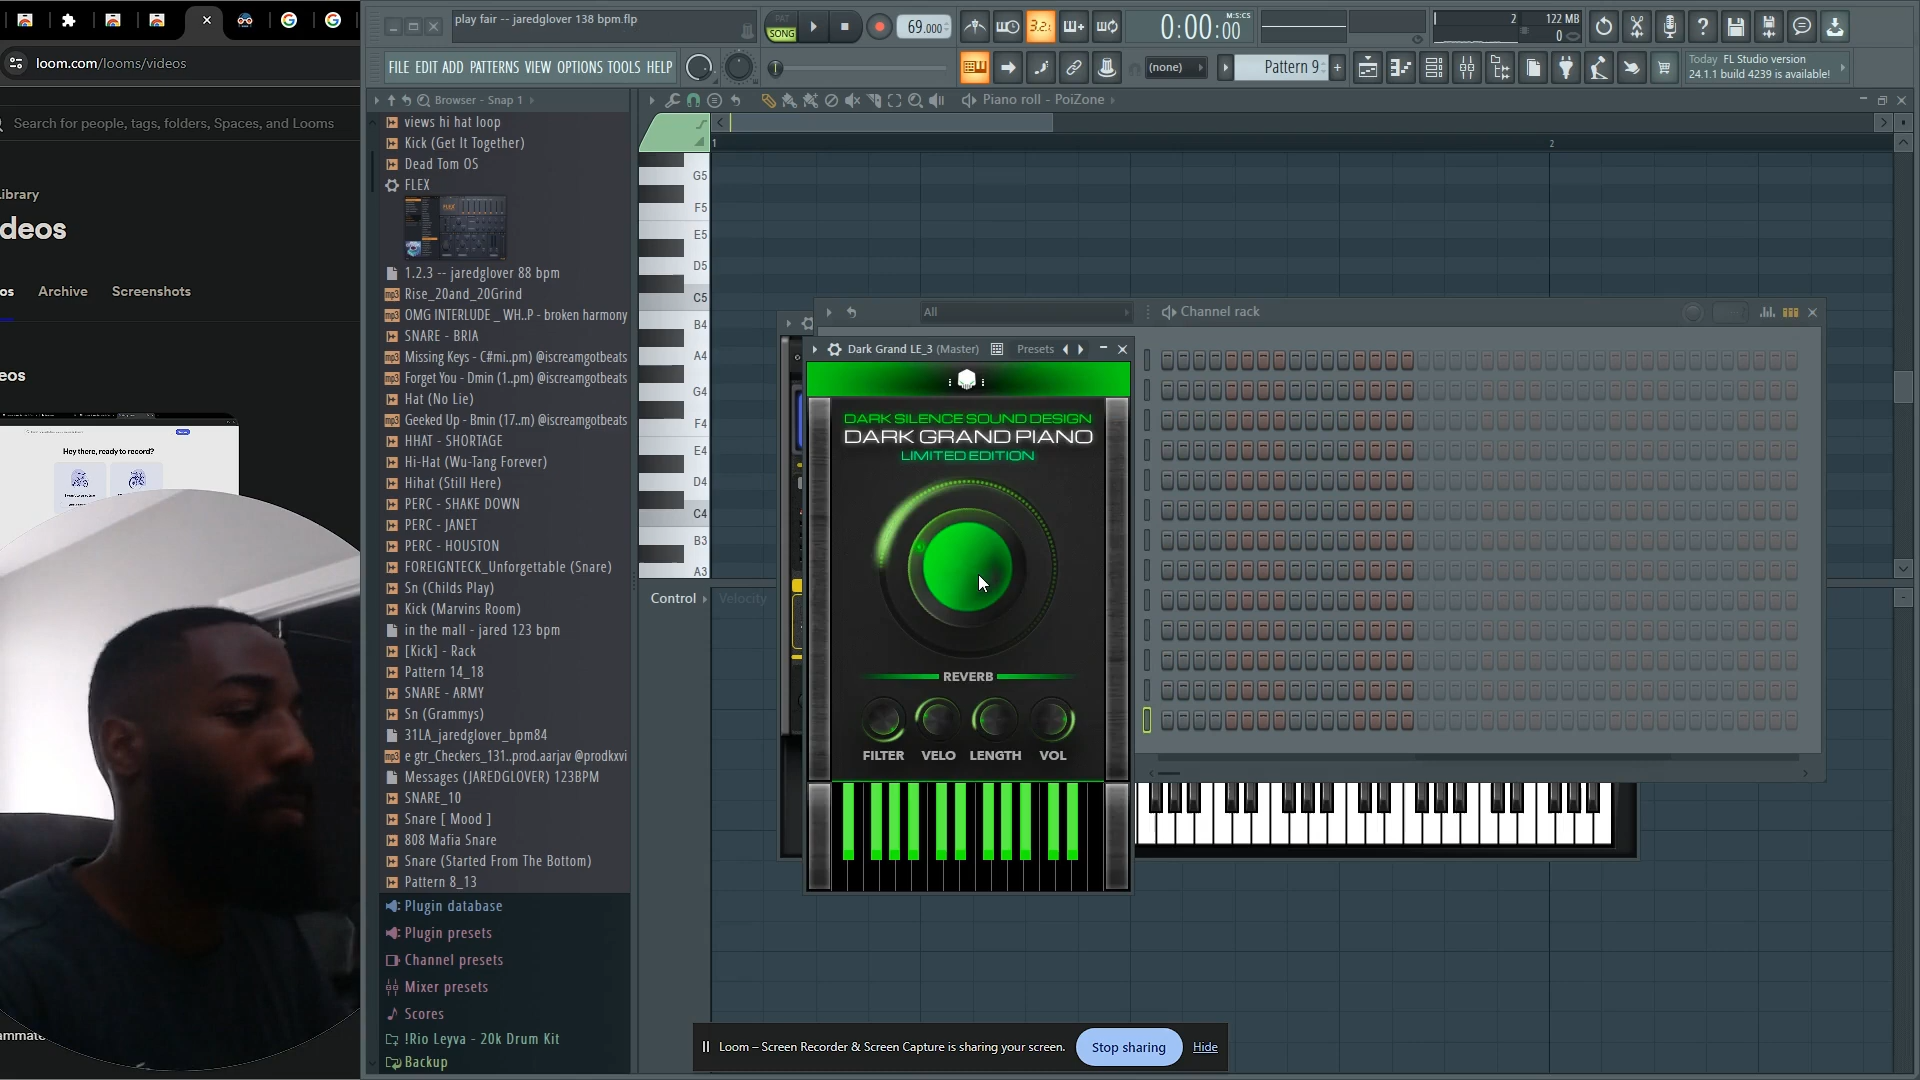 loom.com/looms/videos
Search for people, tags, folders, Spaces, and Looms
ibrary
deos
os
Archive
Screenshots
eos
Hey there, ready to record?
play fair -- jaredglover 138 bpm.flp
PAT
SONG
69.000
0:00:00
M:S:CS
2
122 MB
0
FILE EDIT ADD PATTERNS VIEW OPTIONS TOOLS HELP
(none)
Pattern 9
Today FL Studio version
24.1.1 build 4239 is available!
Browser - Snap 1
Piano roll - PoiZone
views hi hat loop
Kick (Get It Together)
Dead Tom OS
FLEX
1.2.3 -- jaredglover 88 bpm
Rise_20and_20Grind
OMG INTERLUDE _ WH..P - broken harmony
SNARE - BRIA
Missing Keys - C#mi..pm) @iscreamgotbeats
Forget You - Dmin (1..pm) @iscreamgotbeats
Hat (No Lie)
Geeked Up - Bmin (17..m) @iscreamgotbeats
HHAT - SHORTAGE
Hi-Hat (Wu-Tang Forever)
Hihat (Still Here)
PERC - SHAKE DOWN
PERC - JANET
PERC - HOUSTON
FOREIGNTECK_Unforgettable (Snare)
Sn (Childs Play)
Kick (Marvins Room)
in the mall - jared 123 bpm
[Kick] - Rack
Pattern 14_18
SNARE - ARMY
Sn (Grammys)
31LA_jaredglover_bpm84
e gtr_Checkers_131..prod.aarjav @prodkxvi
Messages (JAREDGLOVER) 123BPM
SNARE_10
Snare [ Mood ]
808 Mafia Snare
Snare (Started From The Bottom)
Pattern 8_13
Plugin database
Plugin presets
Channel presets
Mixer presets
Scores
!Rio Leyva - 20k Drum Kit
Backup
1
2
G5
F5
E5
D5
C5
B4
A4
G4
F4
E4
D4
C4
B3
A3
Control
Velocity
All
Channel rack
Dark Grand LE_3 (Master)
Presets
DARK SILENCE SOUND DESIGN
DARK GRAND PIANO
LIMITED EDITION
REVERB
FILTER
VELO
LENGTH
VOL
Loom – Screen Recorder & Screen Capture is sharing your screen.
Stop sharing
Hide